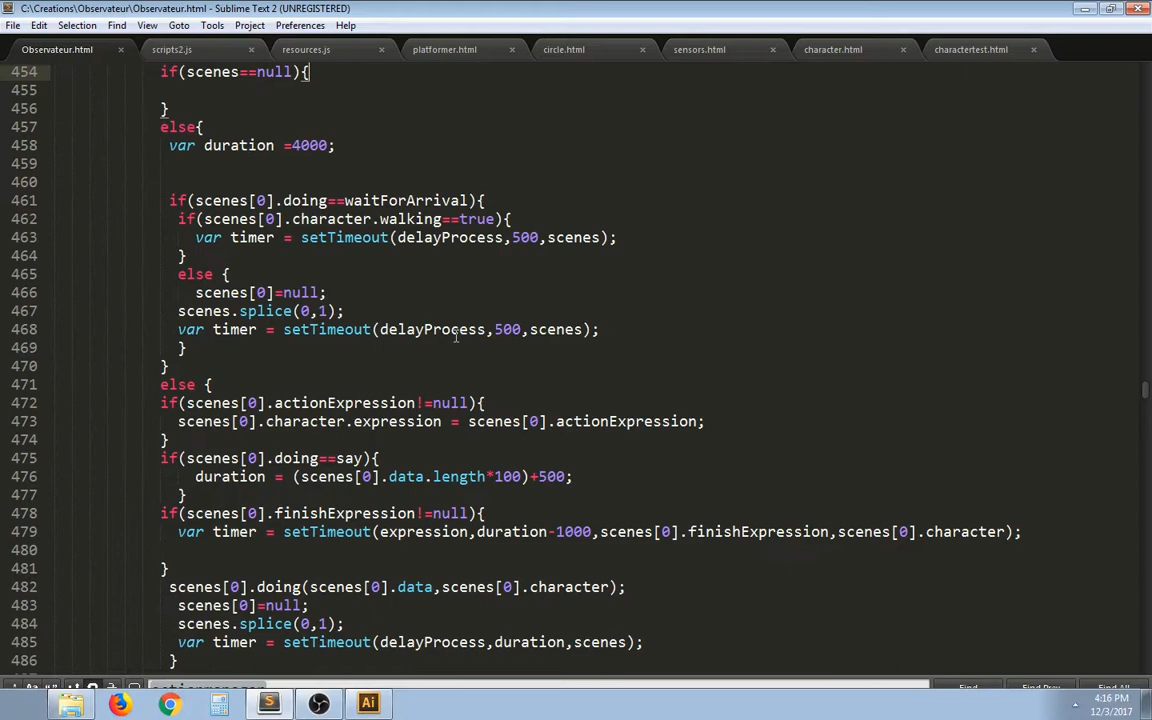 C:\Creations\Observateur\Observateur.html - Sublime Text 2 (UNREGISTERED)
File Edit Selection Find View Goto Tools Project Preferences Help
Observateur.html × scripts2.js × resources.js × platformer.html × circle.html × sensors.html × character.html × charactertest.html ×
454 if(scenes==null){
455
456 }
457 else{
458 var duration =4000;
459
460
461 if(scenes[0].doing==waitForArrival){
462 if(scenes[0].character.walking==true){
463 var timer = setTimeout(delayProcess,500,scenes);
464 }
465 else {
466 scenes[0]=null;
467 scenes.splice(0,1);
468 var timer = setTimeout(delayProcess,500,scenes);
469 }
470 }
471 else {
472 if(scenes[0].actionExpression!=null){
473 scenes[0].character.expression = scenes[0].actionExpression;
474 }
475 if(scenes[0].doing==say){
476 duration = (scenes[0].data.length*100)+500;
477 }
478 if(scenes[0].finishExpression!=null){
479 var timer = setTimeout(expression,duration-1000,scenes[0].finishExpression,scenes[0].character);
480
481 }
482 scenes[0].doing(scenes[0].data,scenes[0].character);
483 scenes[0]=null;
484 scenes.splice(0,1);
485 var timer = setTimeout(delayProcess,duration,scenes);
486 }
Find Find Prev Find All
4:16 PM
12/3/2017